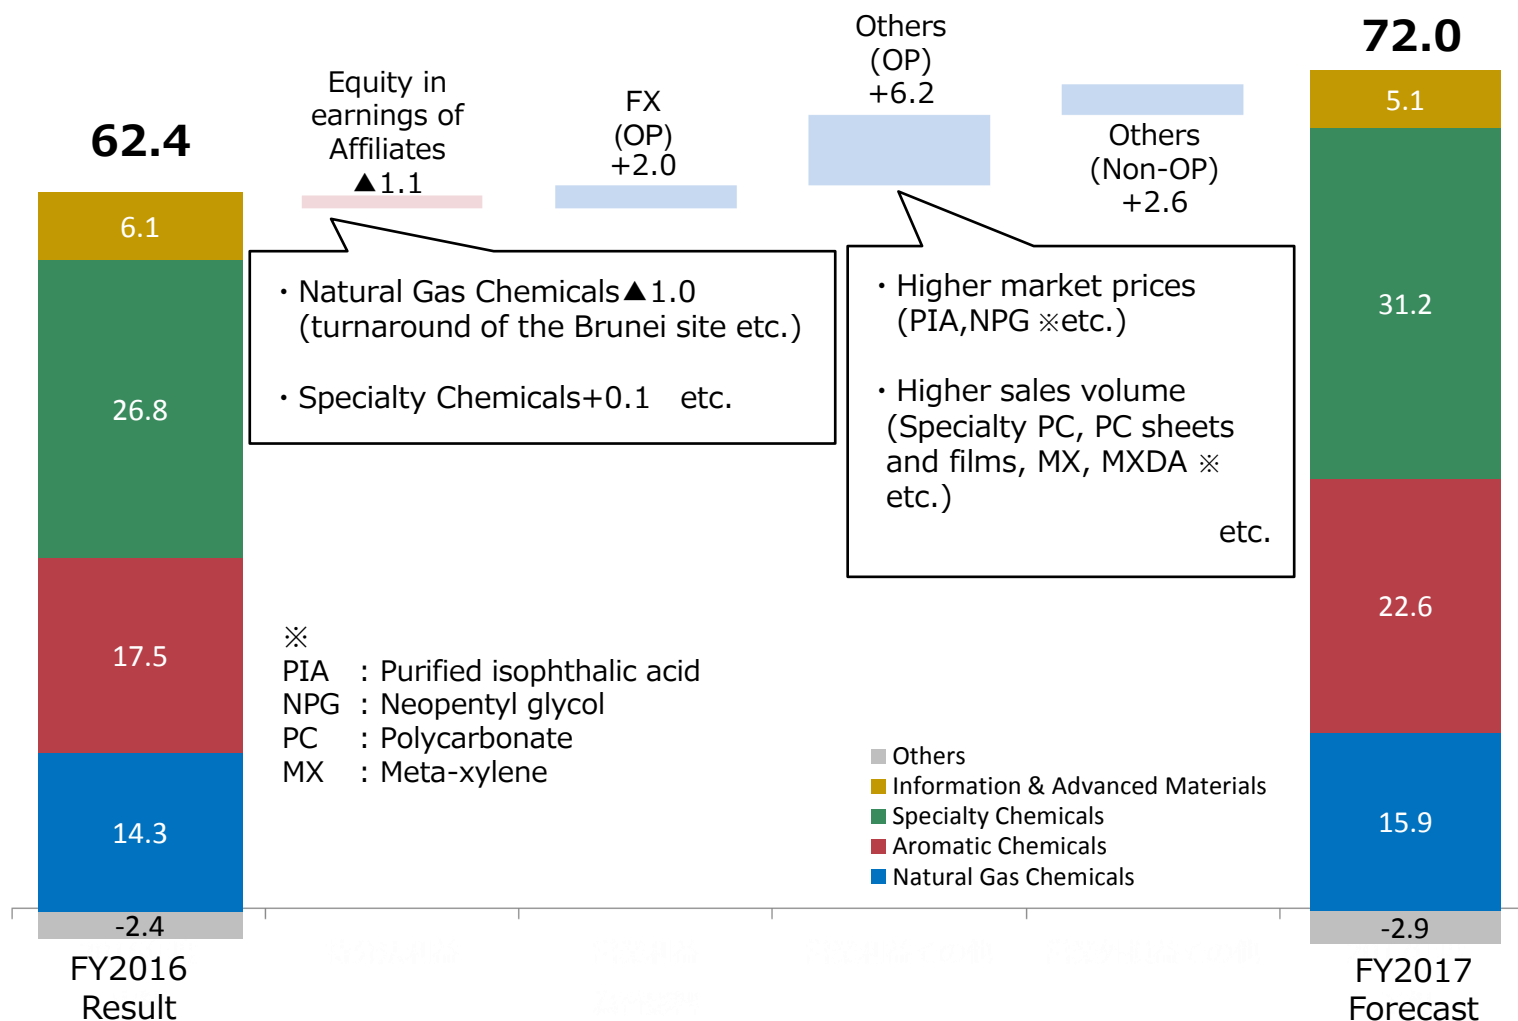 62.4
6.1
26.8
17.5
14.3
-2.4
FY2016
Result
Equity in
earnings of
Affiliates
▲1.1
FX
(OP)
+2.0
Others
(OP)
+6.2
Others
(Non-OP)
+2.6
・Natural Gas Chemicals▲1.0
(turnaround of the Brunei site etc.)
・Specialty Chemicals+0.1 etc.
・Higher market prices
(PIA,NPG ※etc.)
・Higher sales volume
(Specialty PC, PC sheets
and films, MX, MXDA ※
etc.)
etc.
※
PIA : Purified isophthalic acid
NPG : Neopentyl glycol
PC : Polycarbonate
MX : Meta-xylene
Others
Information & Advanced Materials
Specialty Chemicals
Aromatic Chemicals
Natural Gas Chemicals
72.0
5.1
31.2
22.6
15.9
-2.9
FY2017
Forecast